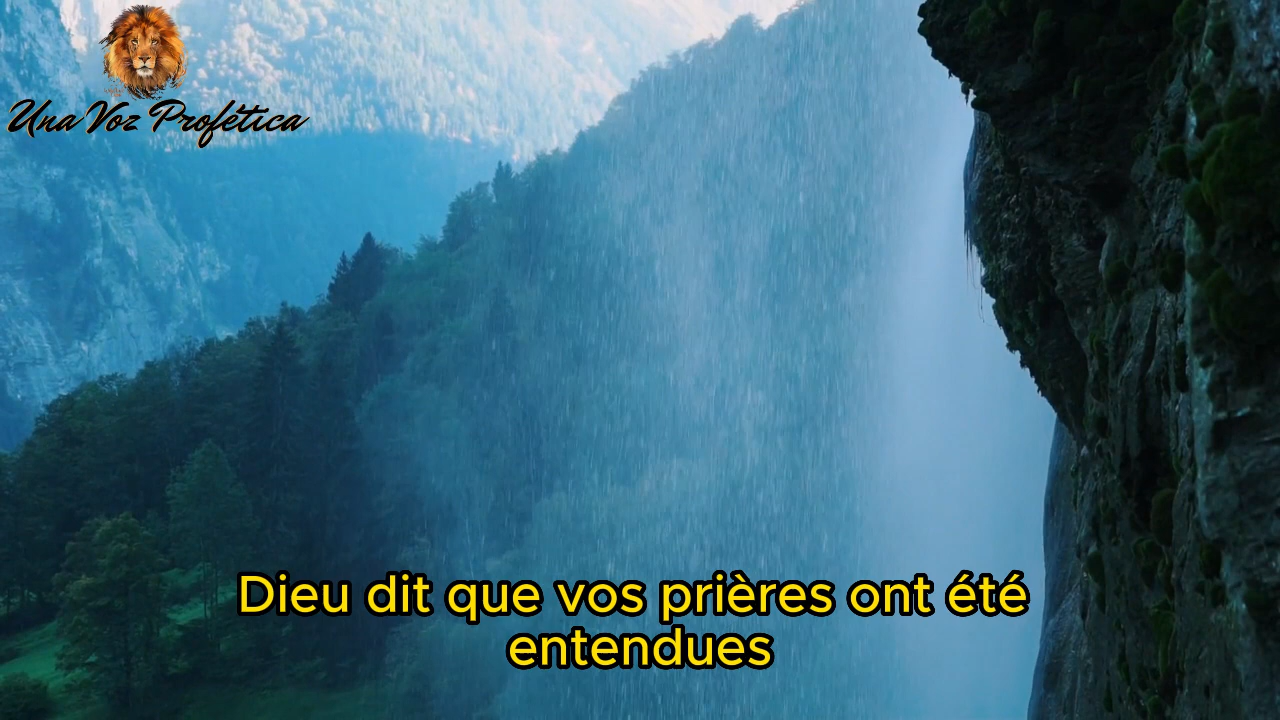 Una Voz Profética
Dieu dit que vos prières ont été
entendues